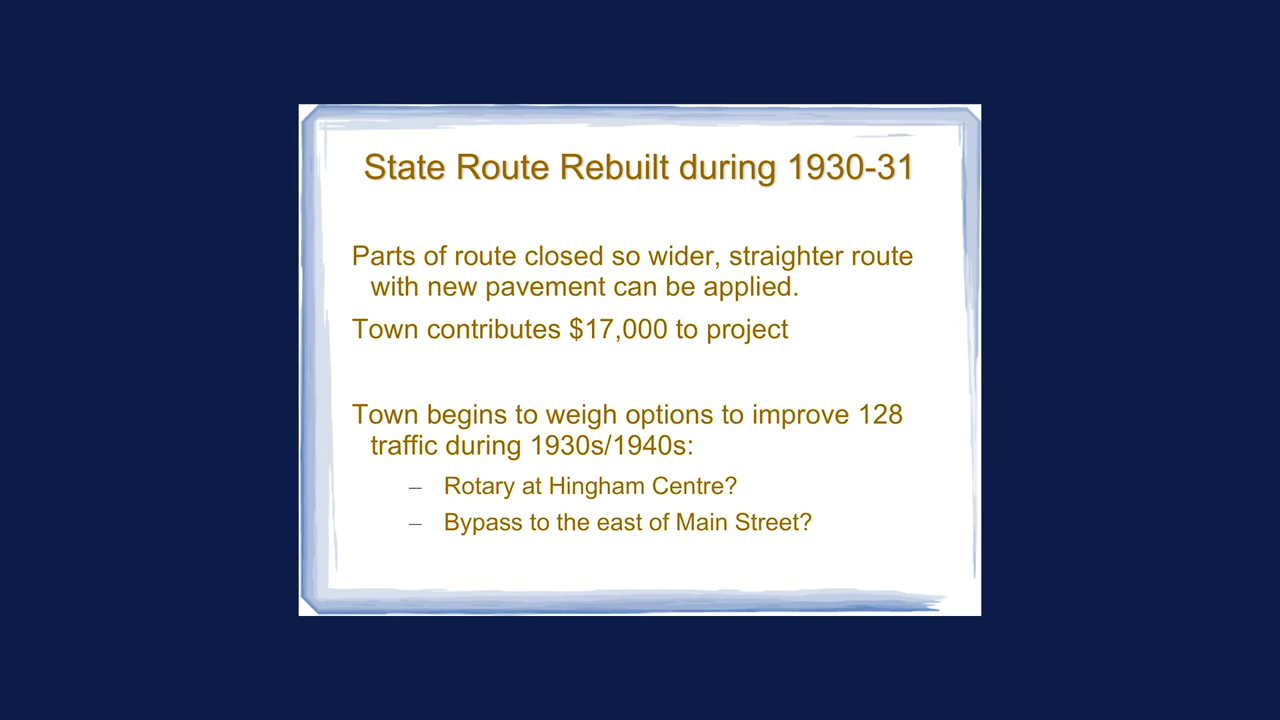 State Route Rebuilt during 1930-31
Parts of route closed so wider, straighter route
with new pavement can be applied.
Town contributes $17,000 to project
Town begins to weigh options to improve 128
traffic during 1930s/1940s:
– Rotary at Hingham Centre?
– Bypass to the east of Main Street?